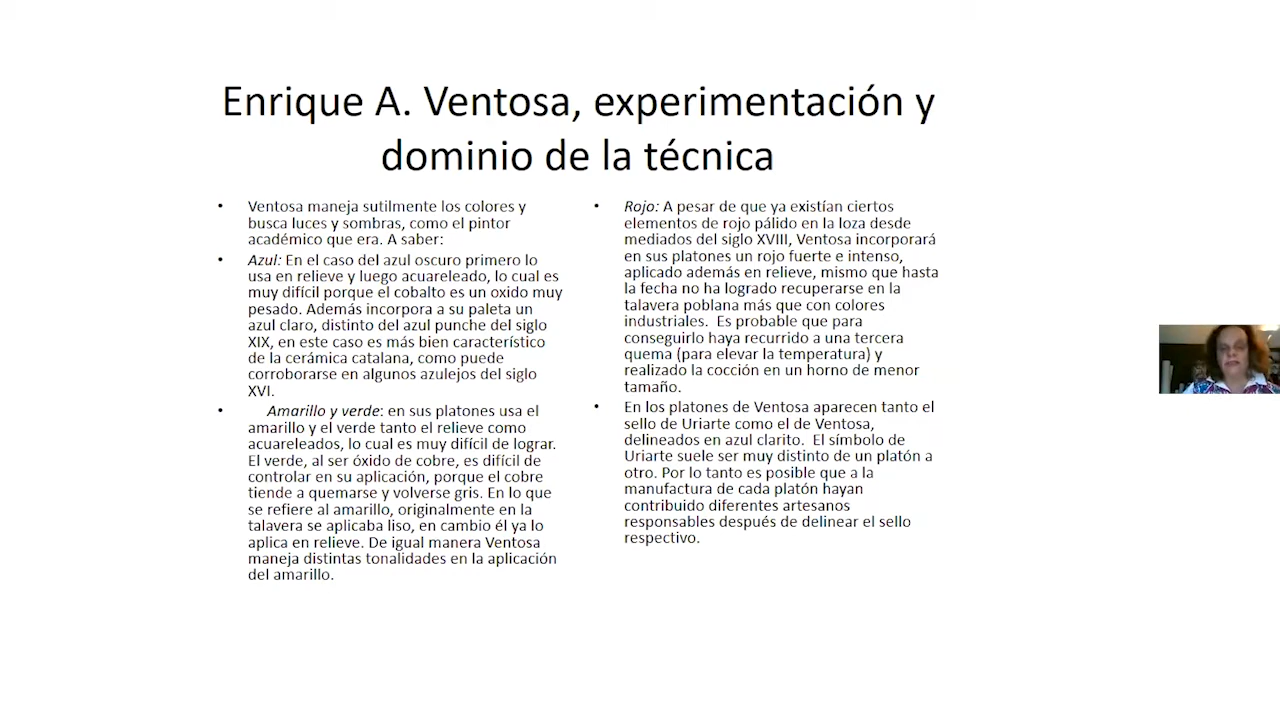 Enrique A. Ventosa, experimentación y
dominio de la técnica
• Ventosa maneja sutilmente los colores y
busca luces y sombras, como el pintor
académico que era. A saber:
• Azul: En el caso del azul oscuro primero lo
usa en relieve y luego acuareleado, lo cual es
muy difícil porque el cobalto es un oxido muy
pesado. Además incorpora a su paleta un
azul claro, distinto del azul punche del siglo
XIX, en este caso es más bien característico
de la cerámica catalana, como puede
corroborarse en algunos azulejos del siglo
XVI.
• Amarillo y verde: en sus platones usa el
amarillo y el verde tanto el relieve como
acuareleados, lo cual es muy difícil de lograr.
El verde, al ser óxido de cobre, es difícil de
controlar en su aplicación, porque el cobre
tiende a quemarse y volverse gris. En lo que
se refiere al amarillo, originalmente en la
talavera se aplicaba liso, en cambio él ya lo
aplica en relieve. De igual manera Ventosa
maneja distintas tonalidades en la aplicación
del amarillo.
• Rojo: A pesar de que ya existían ciertos
elementos de rojo pálido en la loza desde
mediados del siglo XVIII, Ventosa incorporará
en sus platones un rojo fuerte e intenso,
aplicado además en relieve, mismo que hasta
la fecha no ha logrado recuperarse en la
talavera poblana más que con colores
industriales. Es probable que para
conseguirlo haya recurrido a una tercera
quema (para elevar la temperatura) y
realizado la cocción en un horno de menor
tamaño.
• En los platones de Ventosa aparecen tanto el
sello de Uriarte como el de Ventosa,
delineados en azul clarito. El símbolo de
Uriarte suele ser muy distinto de un platón a
otro. Por lo tanto es posible que a la
manufactura de cada platón hayan
contribuido diferentes artesanos
responsables después de delinear el sello
respectivo.